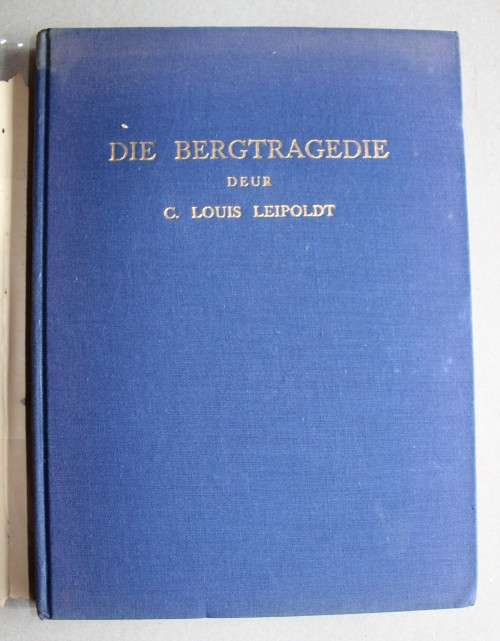 DIE BERGTRAGEDIE
DEUR
C. LOUIS LEIPOLDT